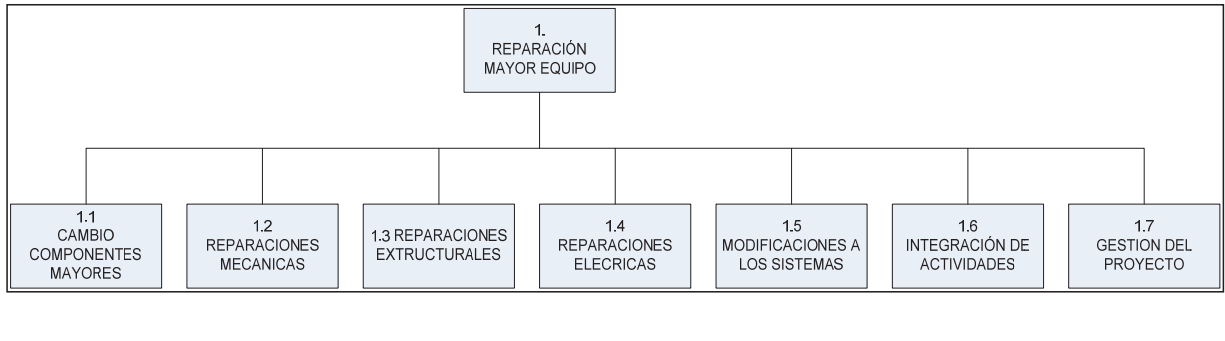 1.
REPARACIÓN
MAYOR EQUIPO
1.1
CAMBIO
COMPONENTES
MAYORES
1.2
REPARACIONES
MECANICAS
1.3 REPARACIONES
EXTRUCTURALES
1.4
REPARACIONES
ELECRICAS
1.5
MODIFICACIONES A
LOS SISTEMAS
1.6
INTEGRACIÓN DE
ACTIVIDADES
1.7
GESTION DEL
PROYECTO